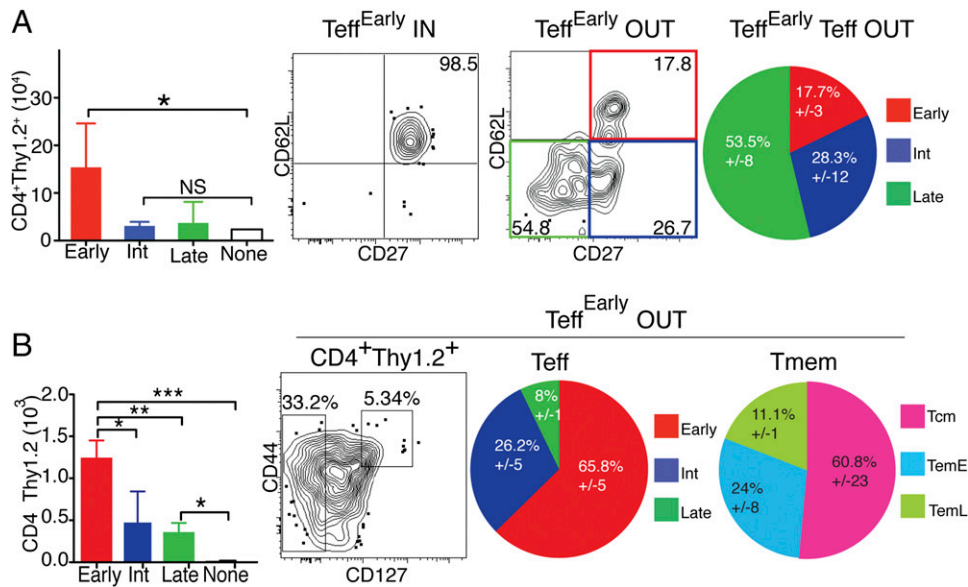 A
Teff^Early IN
Teff^Early OUT
Teff^Early Teff OUT
CD4+Thy1.2+ (10^4)
30
20
10
0
*
NS
Early Int Late None
CD62L
98.5
CD27
CD62L
17.8
54.8
26.7
CD27
17.7%
+/-3
28.3%
+/-12
53.5%
+/-8
Early
Int
Late
B
Teff^Early OUT
CD4 Thy1.2 (10^3)
2.0
1.5
1.0
0.5
0.0
***
**
*
*
Early Int Late None
CD4+Thy1.2+
33.2%
5.34%
CD44
CD127
Teff
8%
+/-1
26.2%
+/-5
65.8%
+/-5
Early
Int
Late
Tmem
11.1%
+/-1
24%
+/-8
60.8%
+/-23
Tcm
TemE
TemL